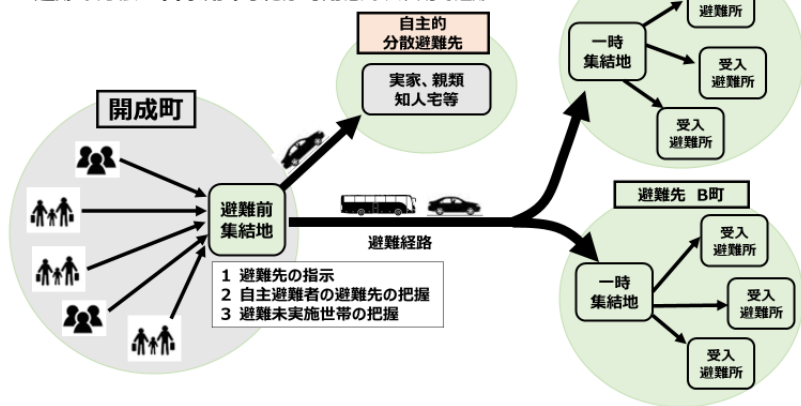 自主的
分散避難先
実家、親類
知人宅等
開成町
避難前
集結地
避難経路
1 避難先の指示
2 自主避難者の避難先の把握
3 避難未実施世帯の把握
一時
集結地
避難所
受入
避難所
受入
避難所
避難先 B町
一時
集結地
受入
避難所
受入
避難所
受入
避難所